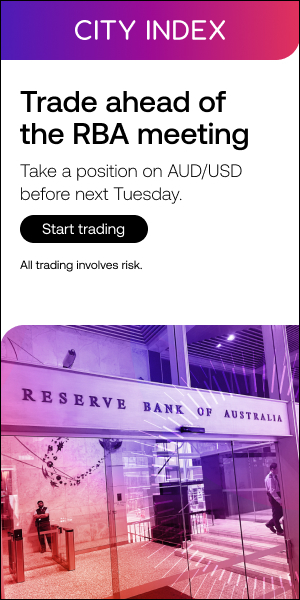 CITY INDEX
Trade ahead of
the RBA meeting
Take a position on AUD/USD
before next Tuesday.
Start trading
All trading involves risk.
RESERVE BANK OF AUSTRALIA